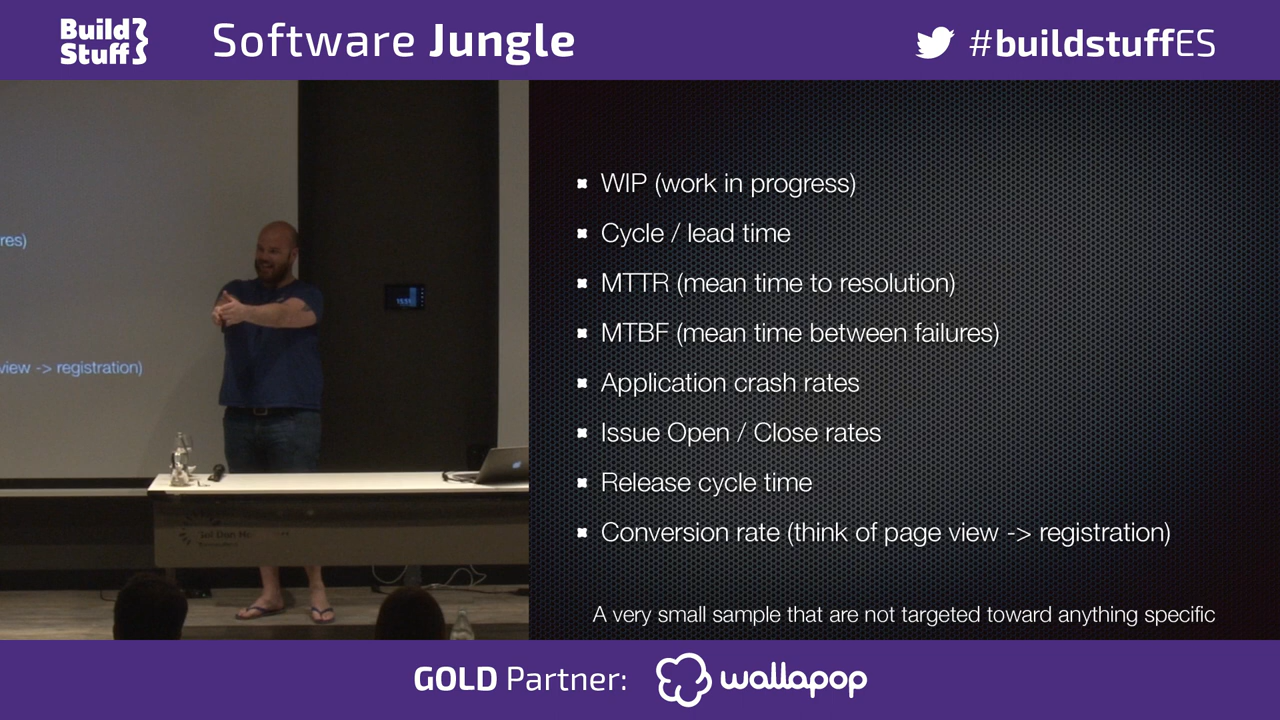 Build
Stuff
Software Jungle
#buildstuffES
res)
view -> registration)
15:51
WIP (work in progress)
Cycle / lead time
MTTR (mean time to resolution)
MTBF (mean time between failures)
Application crash rates
Issue Open / Close rates
Release cycle time
Conversion rate (think of page view -> registration)
A very small sample that are not targeted toward anything specific
GOLD Partner:
wallapop